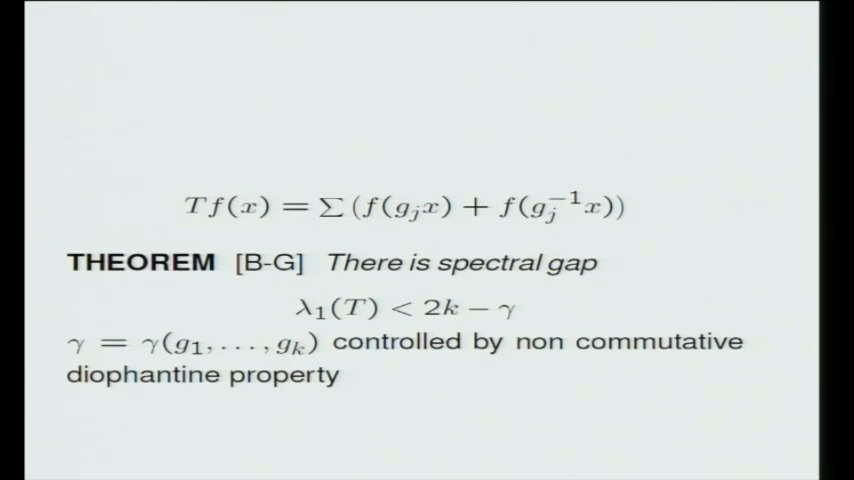 Tf(x) = ∑ (f(g_j x) + f(g_j^{-1} x))
THEOREM [B-G] There is spectral gap
λ_1(T) < 2k − γ
γ = γ(g_1, . . . , g_k) controlled by non commutative
diophantine property